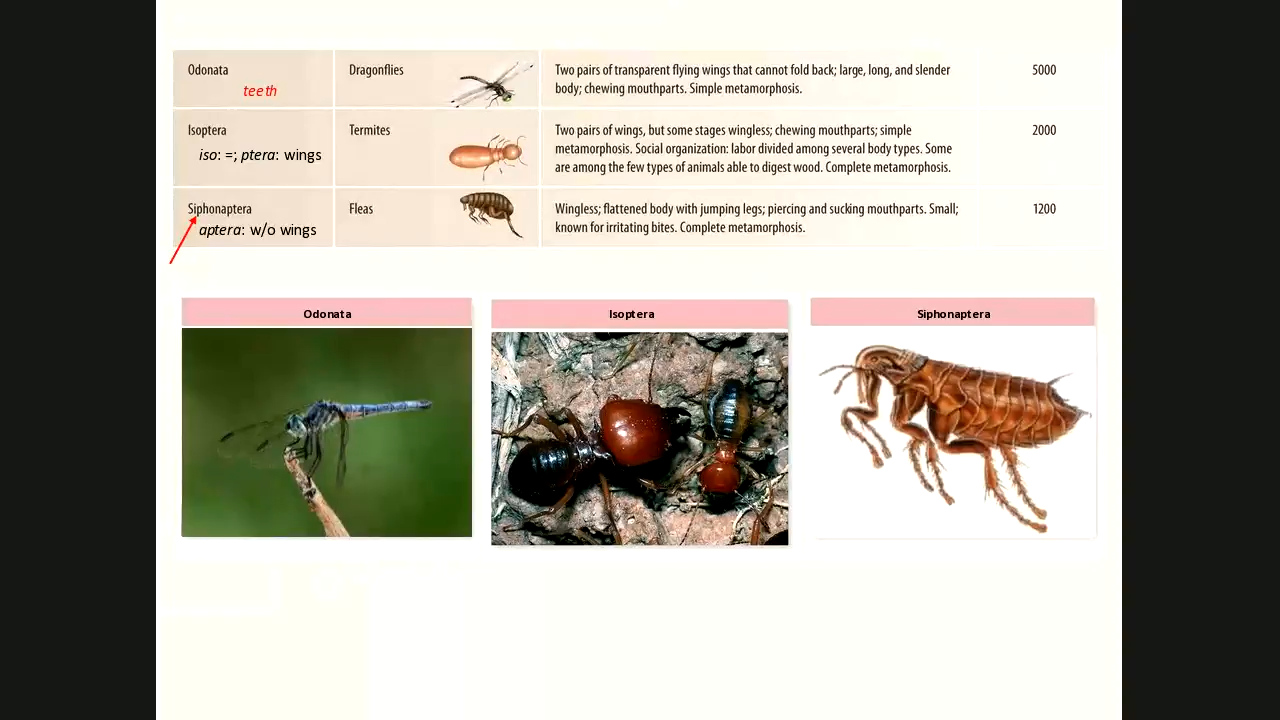 Odonata
teeth
Dragonflies
Two pairs of transparent flying wings that cannot fold back; large, long, and slender
body; chewing mouthparts. Simple metamorphosis.
5000
Isoptera
iso: =; ptera: wings
Termites
Two pairs of wings, but some stages wingless; chewing mouthparts; simple
metamorphosis. Social organization: labor divided among several body types. Some
are among the few types of animals able to digest wood. Complete metamorphosis.
2000
Siphonaptera
aptera: w/o wings
Fleas
Wingless; flattened body with jumping legs; piercing and sucking mouthparts. Small;
known for irritating bites. Complete metamorphosis.
1200
Odonata
Isoptera
Siphonaptera